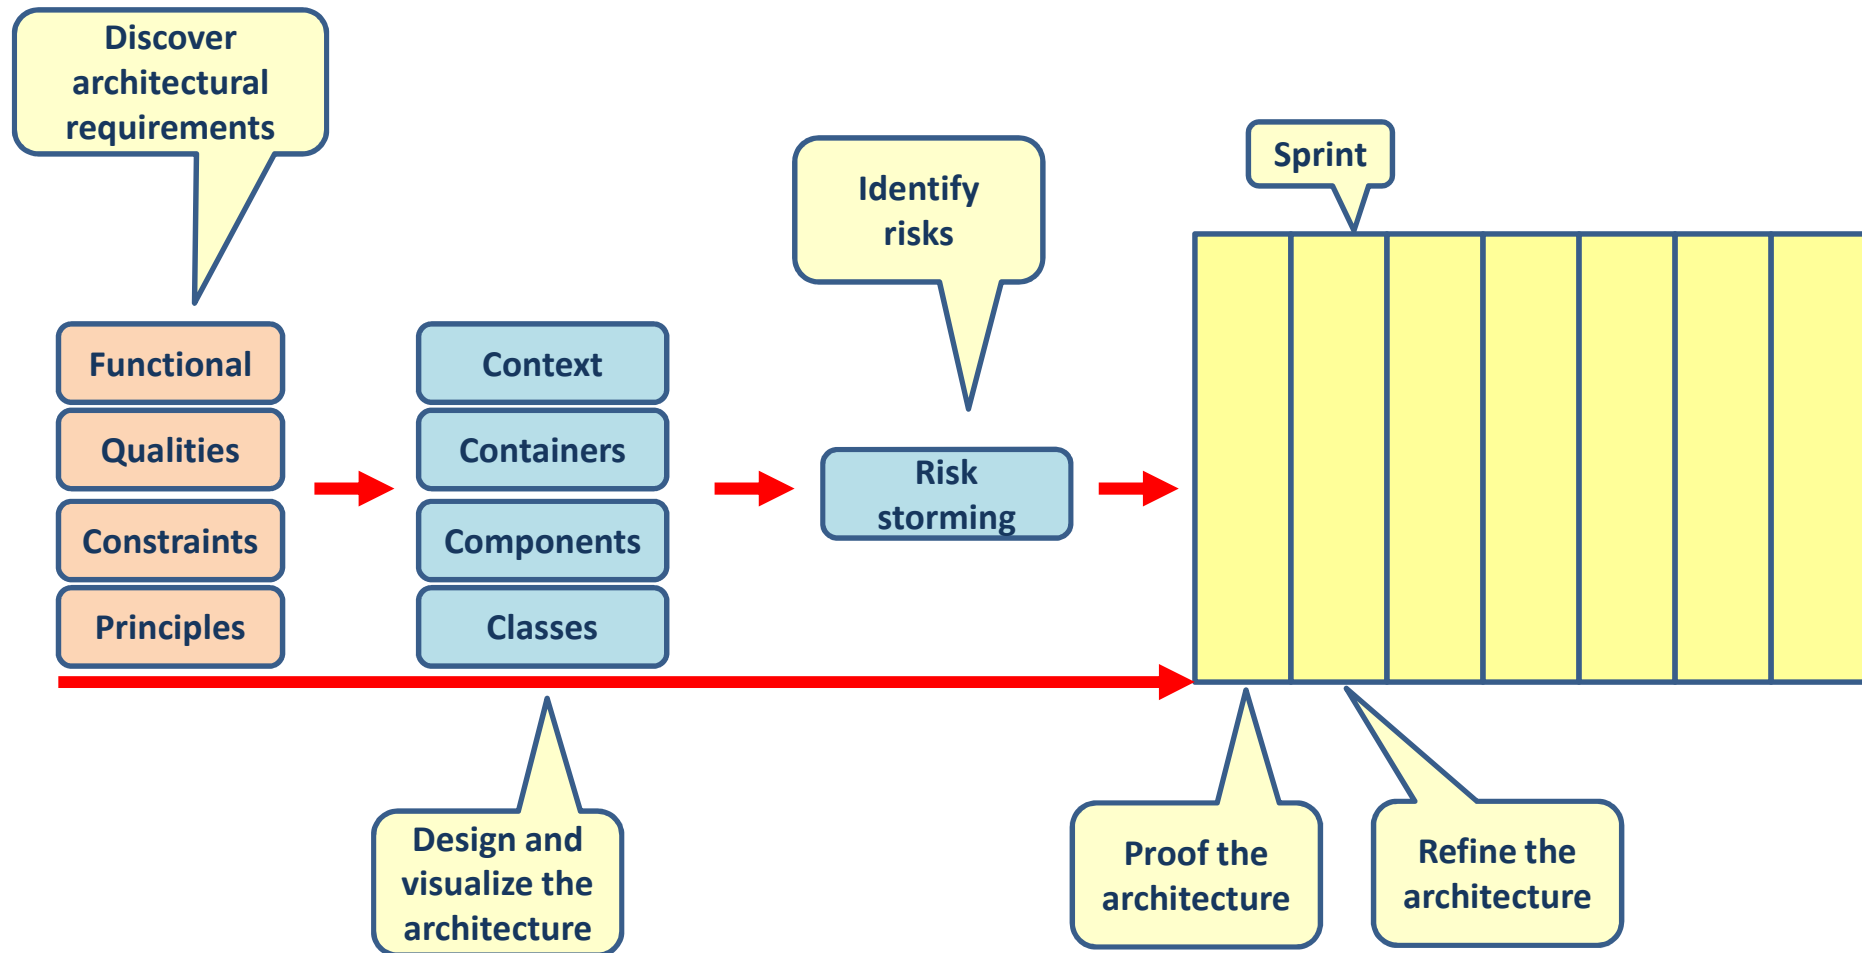 Discover
architectural
requirements
Sprint
Identify
risks
Functional
Qualities
Constraints
Principles
Context
Containers
Components
Classes
Risk
storming
Design and
visualize the
architecture
Proof the
architecture
Refine the
architecture